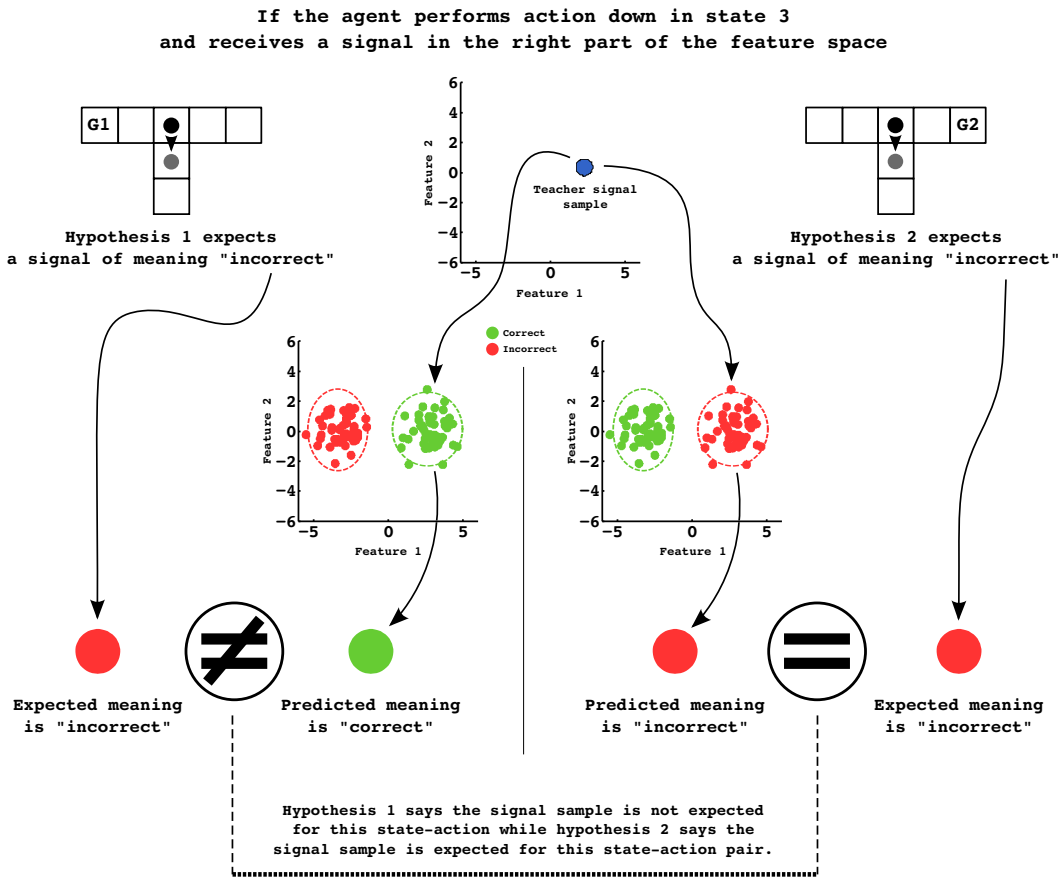 If the agent performs action down in state 3
and receives a signal in the right part of the feature space
G1
G2
Hypothesis 1 expects
a signal of meaning "incorrect"
Hypothesis 2 expects
a signal of meaning "incorrect"
6
4
2
0
−2
−4
−6
−5
0
5
Feature 2
Feature 1
Teacher signal
sample
Correct
Incorrect
6
4
2
0
−2
−4
−6
−5
0
5
Feature 2
Feature 1
6
4
2
0
−2
−4
−6
−5
0
5
Feature 2
Feature 1
Expected meaning
is "incorrect"
Predicted meaning
is "correct"
Predicted meaning
is "incorrect"
Expected meaning
is "incorrect"
Hypothesis 1 says the signal sample is not expected
for this state-action while hypothesis 2 says the
signal sample is expected for this state-action pair.